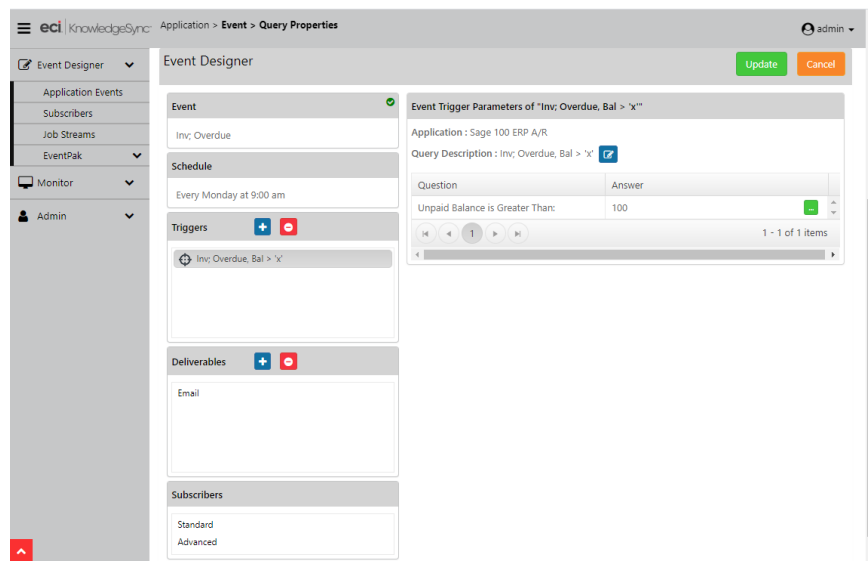 eci KnowledgeSync
Application > Event > Query Properties
admin
Event Designer
Application Events
Subscribers
Job Streams
EventPak
Monitor
Admin
Event Designer
Update
Cancel
Event
Inv; Overdue
Schedule
Every Monday at 9:00 am
Triggers
Inv; Overdue, Bal > 'x'
Deliverables
Email
Subscribers
Standard
Advanced
Event Trigger Parameters of "Inv; Overdue, Bal > 'x'"
Application : Sage 100 ERP A/R
Query Description : Inv; Overdue, Bal > 'x'
Question Answer
Unpaid Balance is Greater Than: 100 ...
1 1 - 1 of 1 items